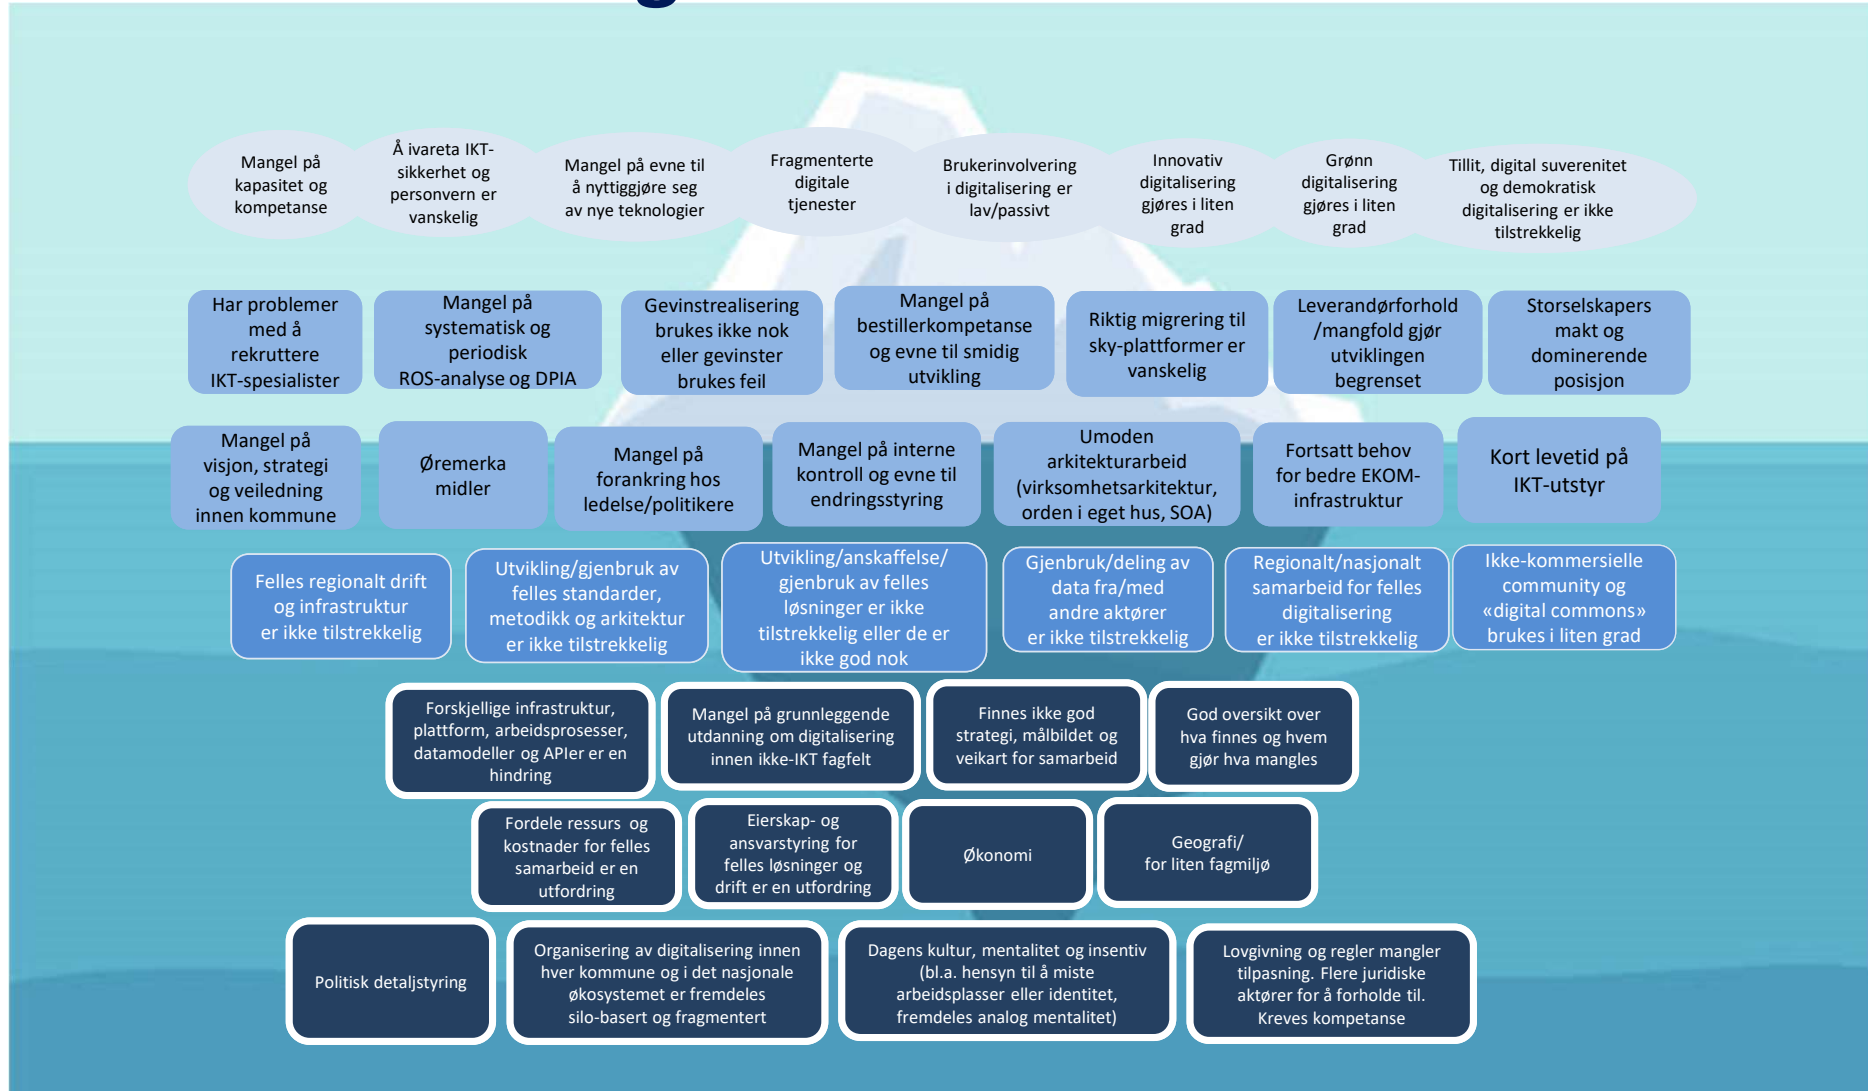 Mangel på
kapasitet og
kompetanse
Å ivareta IKT-
sikkerhet og
personvern er
vanskelig
Mangel på evne til
å nyttiggjøre seg
av nye teknologier
Fragmenterte
digitale
tjenester
Brukerinvolvering
i digitalisering er
lav/passivt
Innovativ
digitalisering
gjøres i liten
grad
Grønn
digitalisering
gjøres i liten
grad
Tillit, digital suverenitet
og demokratisk
digitalisering er ikke
tilstrekkelig
Har problemer
med å
rekruttere
IKT-spesialister
Mangel på
systematisk og
periodisk
ROS-analyse og DPIA
Gevinstrealisering
brukes ikke nok
eller gevinster
brukes feil
Mangel på
bestillerkompetanse
og evne til smidig
utvikling
Riktig migrering til
sky-plattformer er
vanskelig
Leverandørforhold
/mangfold gjør
utviklingen
begrenset
Storselskapers
makt og
dominerende
posisjon
Mangel på
visjon, strategi
og veiledning
innen kommune
Øremerka
midler
Mangel på
forankring hos
ledelse/politikere
Mangel på interne
kontroll og evne til
endringsstyring
Umoden
arkitekturarbeid
(virksomhetsarkitektur,
orden i eget hus, SOA)
Fortsatt behov
for bedre EKOM-
infrastruktur
Kort levetid på
IKT-utstyr
Felles regionalt drift
og infrastruktur
er ikke tilstrekkelig
Utvikling/gjenbruk av
felles standarder,
metodikk og arkitektur
er ikke tilstrekkelig
Utvikling/anskaffelse/
gjenbruk av felles
løsninger er ikke
tilstrekkelig eller de er
ikke god nok
Gjenbruk/deling av
data fra/med
andre aktører
er ikke tilstrekkelig
Regionalt/nasjonalt
samarbeid for felles
digitalisering
er ikke tilstrekkelig
Ikke-kommersielle
community og
«digital commons»
brukes i liten grad
Forskjellige infrastruktur,
plattform, arbeidsprosesser,
datamodeller og APIer er en
hindring
Mangel på grunnleggende
utdanning om digitalisering
innen ikke-IKT fagfelt
Finnes ikke god
strategi, målbildet og
veikart for samarbeid
God oversikt over
hva finnes og hvem
gjør hva mangles
Fordele ressurs og
kostnader for felles
samarbeid er en
utfordring
Eierskap- og
ansvarstyring for
felles løsninger og
drift er en utfordring
Økonomi
Geografi/
for liten fagmiljø
Politisk detaljstyring
Organisering av digitalisering innen
hver kommune og i det nasjonale
økosystemet er fremdeles
silo-basert og fragmentert
Dagens kultur, mentalitet og insentiv
(bl.a. hensyn til å miste
arbeidsplasser eller identitet,
fremdeles analog mentalitet)
Lovgivning og regler mangler
tilpasning. Flere juridiske
aktører for å forholde til.
Kreves kompetanse